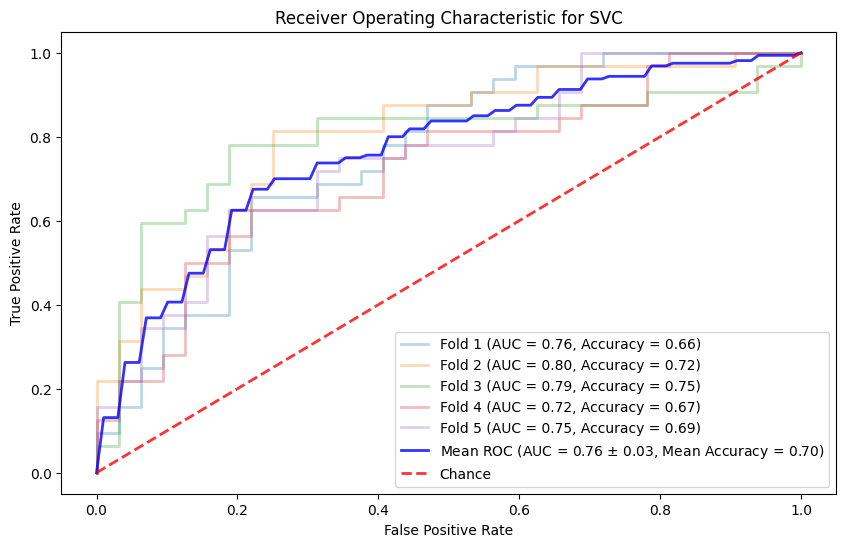 Receiver Operating Characteristic for SVC
True Positive Rate
1.0
0.8
0.6
0.4
0.2
0.0
Fold 1 (AUC = 0.76, Accuracy = 0.66)
Fold 2 (AUC = 0.80, Accuracy = 0.72)
Fold 3 (AUC = 0.79, Accuracy = 0.75)
Fold 4 (AUC = 0.72, Accuracy = 0.67)
Fold 5 (AUC = 0.75, Accuracy = 0.69)
Mean ROC (AUC = 0.76 ± 0.03, Mean Accuracy = 0.70)
Chance
0.0 0.2 0.4 0.6 0.8 1.0
False Positive Rate